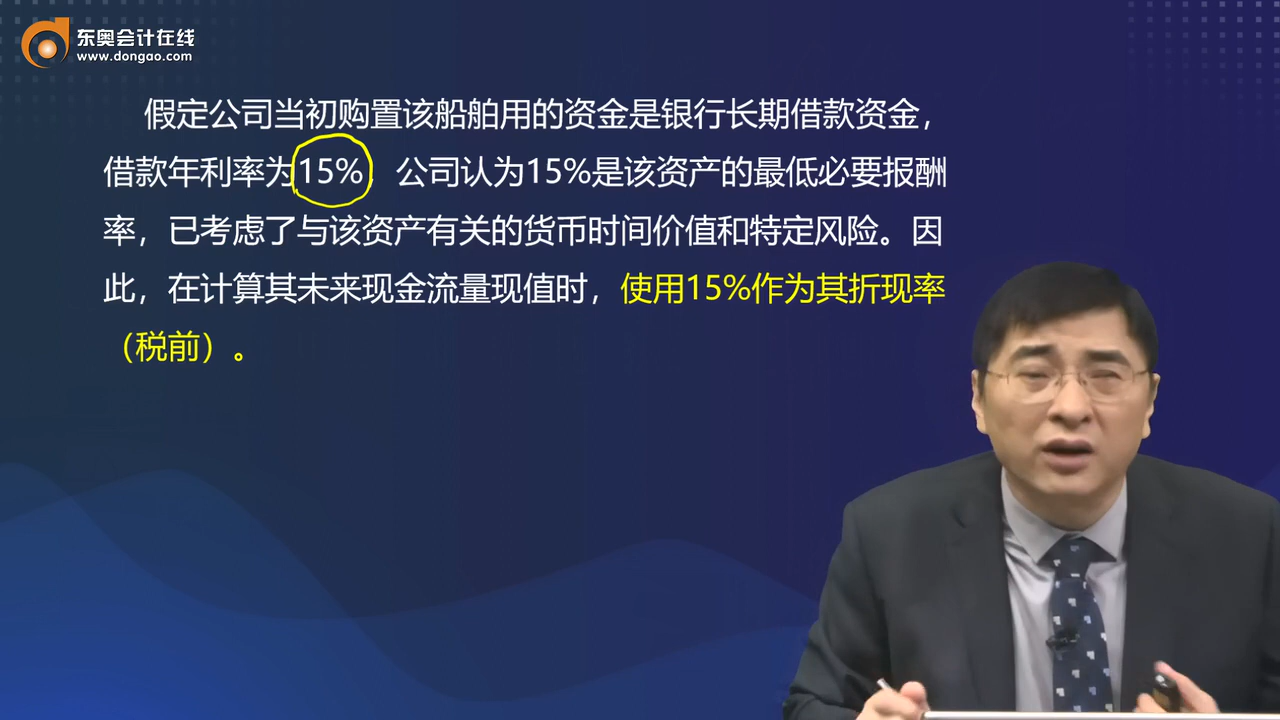 东奥会计在线
www.dongao.com
假定公司当初购置该船舶用的资金是银行长期借款资金，
借款年利率为15% 公司认为15%是该资产的最低必要报酬
率，已考虑了与该资产有关的货币时间价值和特定风险。因
此，在计算其未来现金流量现值时，使用15%作为其折现率
（税前）。